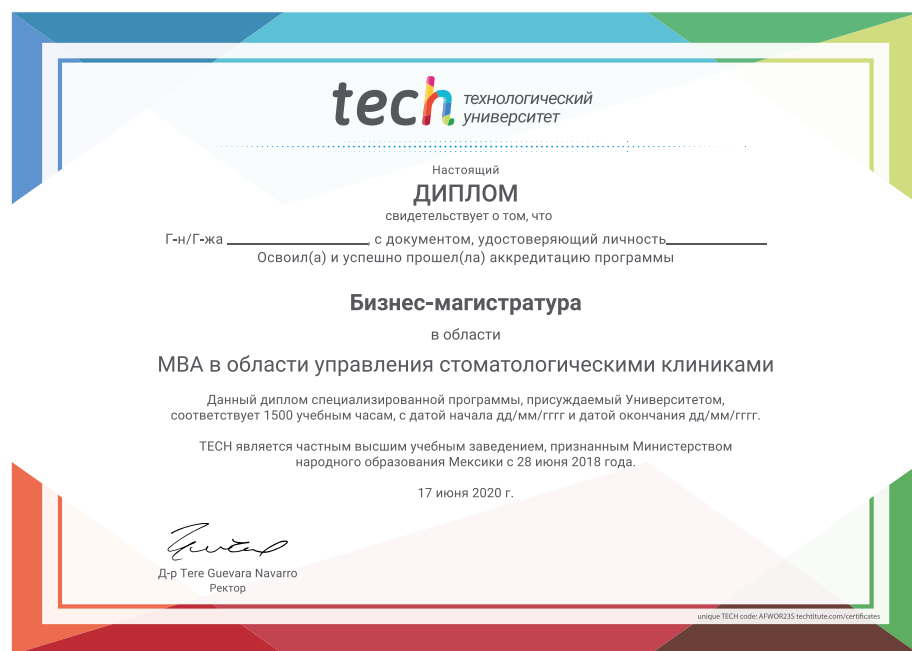 tech технологический университет
Настоящий
ДИПЛОМ
свидетельствует о том, что
Г-н/Г-жа ____________________, с документом, удостоверяющий личность______________
Освоил(а) и успешно прошел(ла) аккредитацию программы
Бизнес-магистратура
в области
MBA в области управления стоматологическими клиниками
Данный диплом специализированной программы, присуждаемый Университетом,
соответствует 1500 учебным часам, с датой начала дд/мм/гггг и датой окончания дд/мм/гггг.
TECH является частным высшим учебным заведением, признанным Министерством
народного образования Мексики с 28 июня 2018 года.
17 июня 2020 г.
Д-р Tere Guevara Navarro
Ректор
unique TECH code: AFWOR23S techtitute.com/certificates